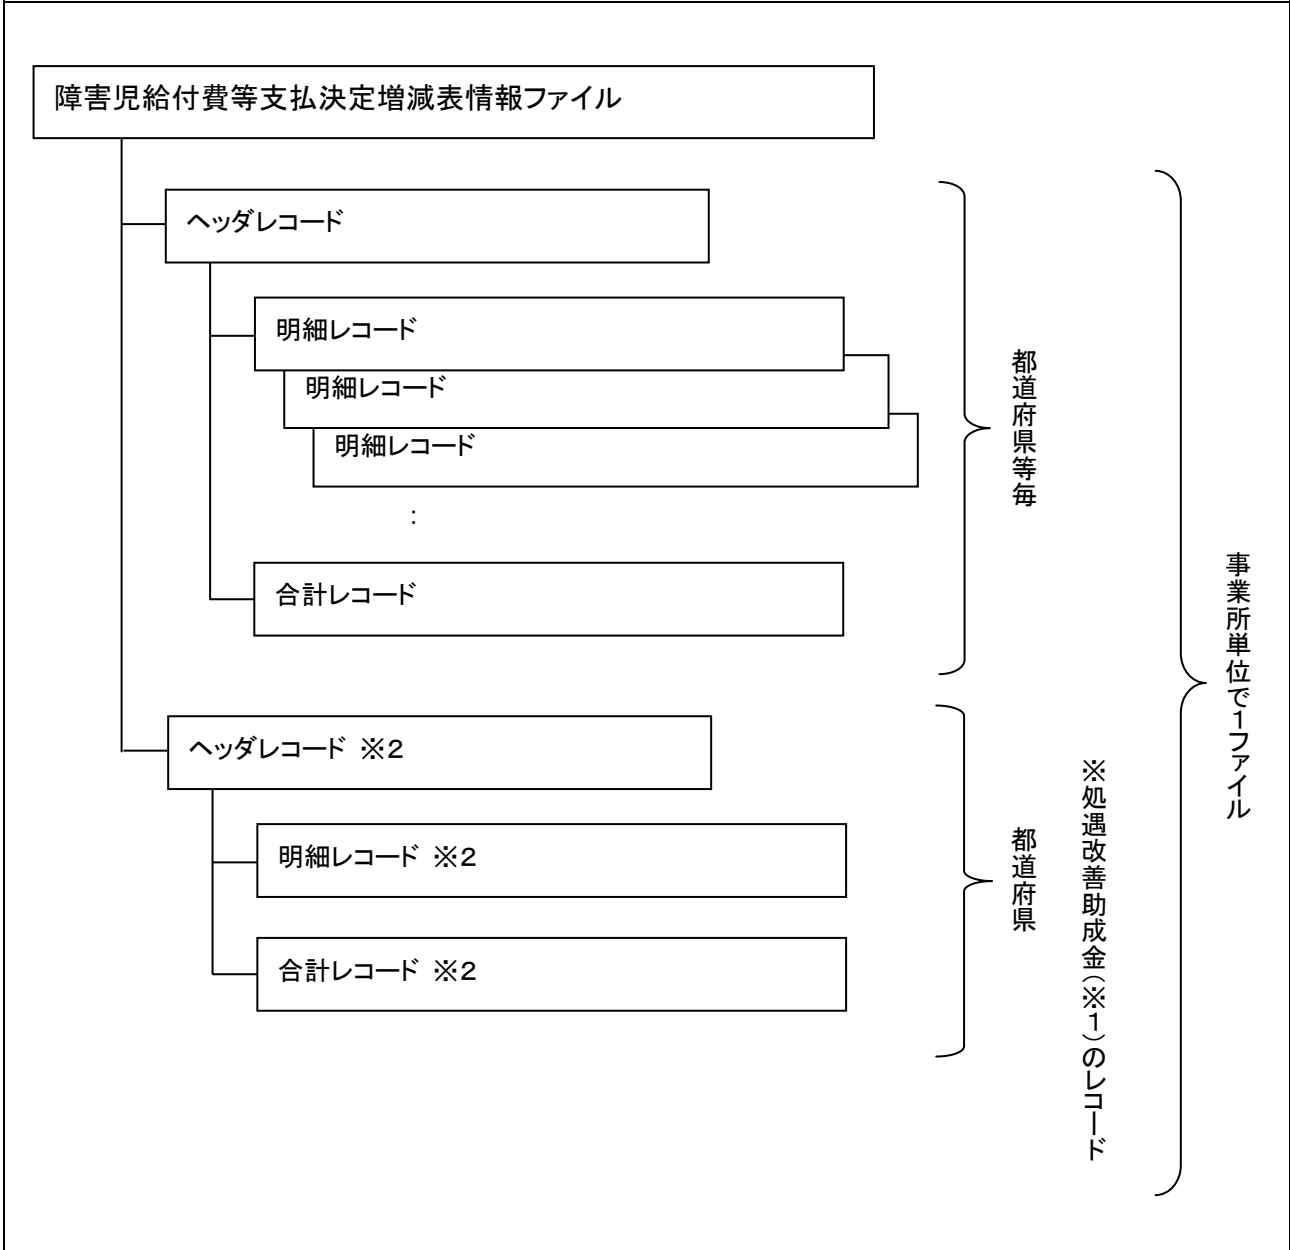 障害児給付費等支払決定増減表情報ファイル
ヘッダレコード
明細レコード
明細レコード
明細レコード
:
合計レコード
都道府県等毎
ヘッダレコード ※2
明細レコード ※2
合計レコード ※2
都道府県
※処遇改善助成金(※1)のレコード
事業所単位で1ファイル